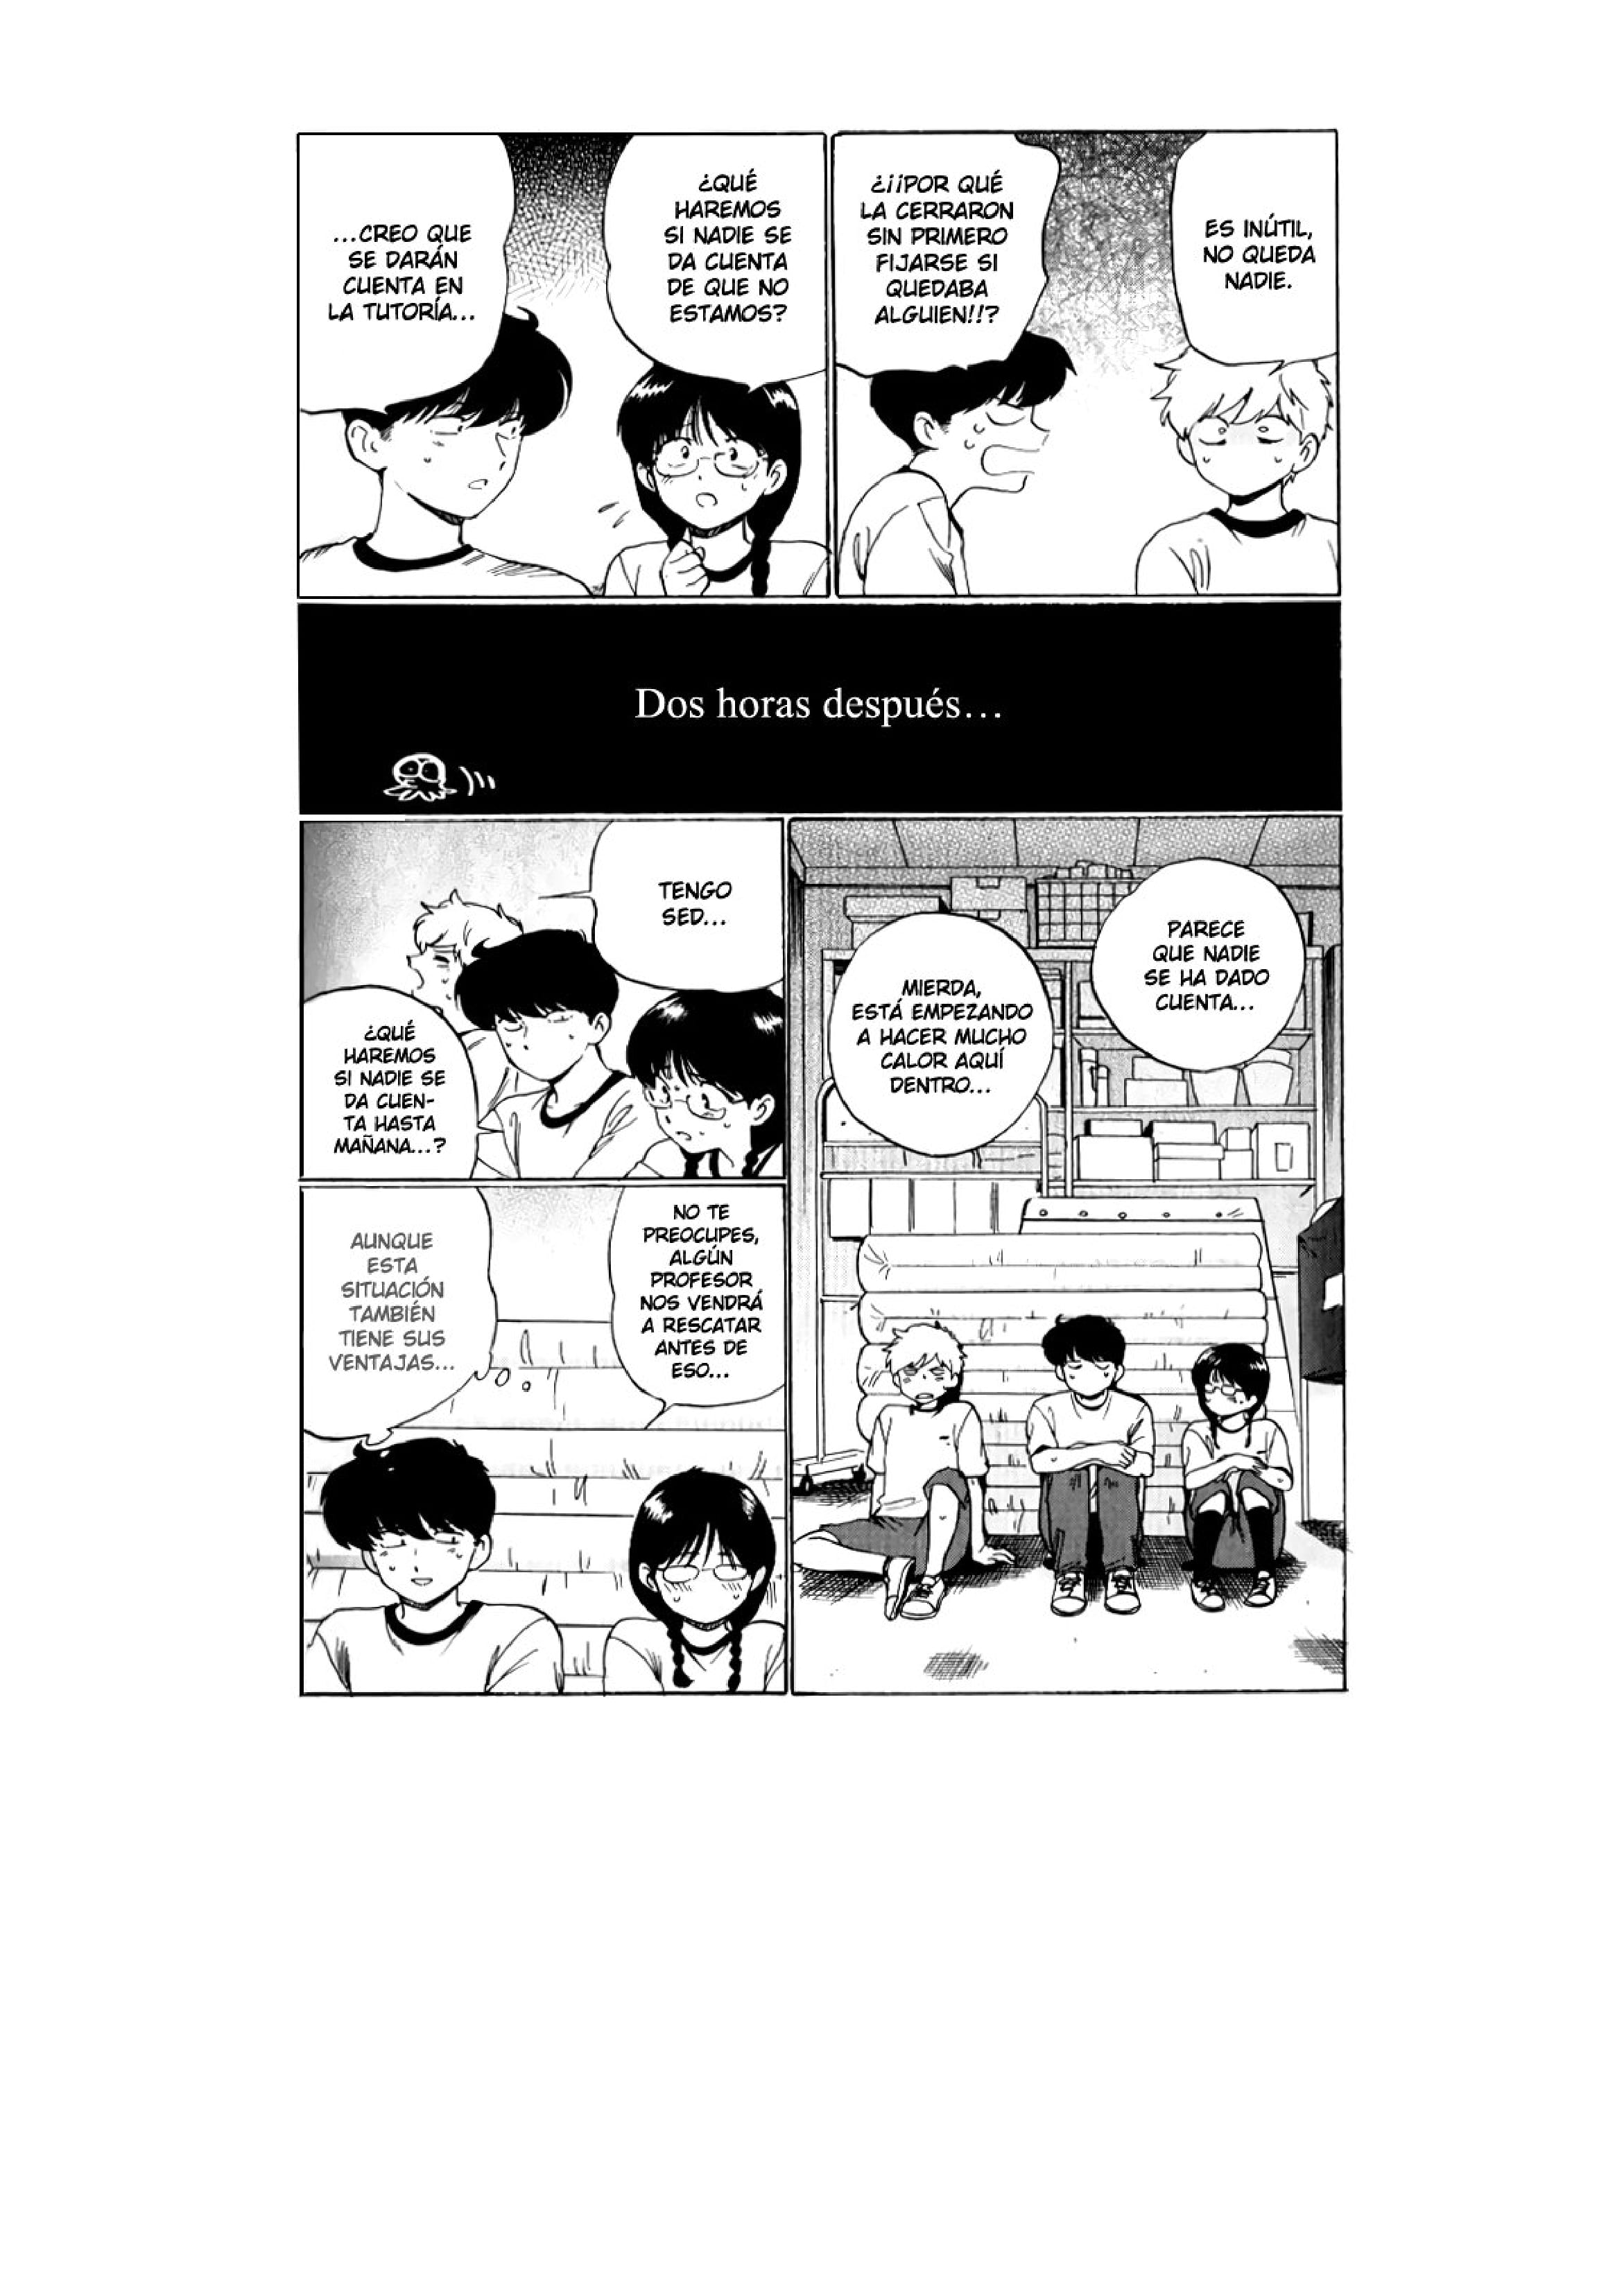 ES INÚTIL,
NO QUEDA
NADIE.
¿¡¡POR QUÉ
LA CERRARON
SIN PRIMERO
FIJARSE SI
QUEDABA
ALGUIEN!!?
¿QUÉ
HAREMOS
SI NADIE SE
DA CUENTA
DE QUE NO
ESTAMOS?
...CREO QUE
SE DARÁN
CUENTA EN
LA TUTORÍA...
Dos horas después...
PARECE
QUE NADIE
SE HA DADO
CUENTA...
MIERDA,
ESTÁ EMPEZANDO
A HACER MUCHO
CALOR AQUÍ
DENTRO...
TENGO
SED...
¿QUÉ
HAREMOS
SI NADIE SE
DA CUEN-
TA HASTA
MAÑANA...?
NO TE
PREOCUPES,
ALGÚN
PROFESOR
NOS VENDRÁ
A RESCATAR
ANTES DE
ESO...
AUNQUE
ESTA
SITUACIÓN
TAMBIÉN
TIENE SUS
VENTAJAS...